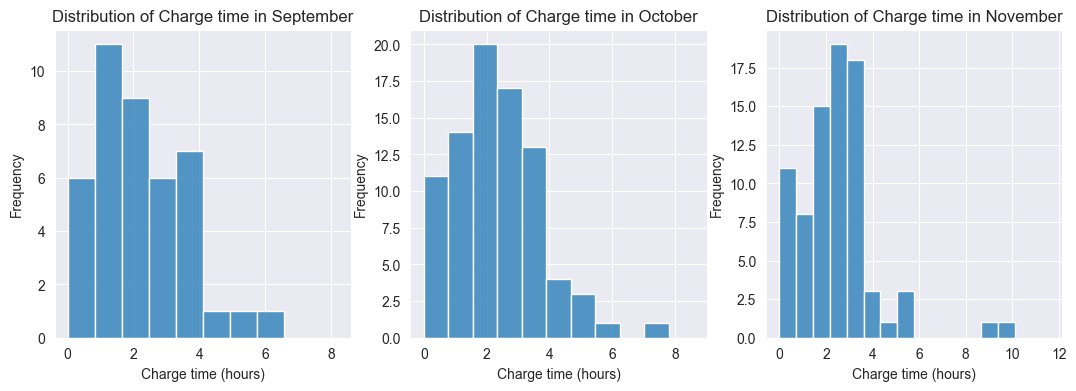 Distribution of Charge time in September
10
8
6
4
2
0
Frequency
0 2 4 6 8
Charge time (hours)
Distribution of Charge time in October
20.0
17.5
15.0
12.5
10.0
7.5
5.0
2.5
0.0
Frequency
0 2 4 6 8
Charge time (hours)
Distribution of Charge time in November
17.5
15.0
12.5
10.0
7.5
5.0
2.5
0.0
Frequency
0 2 4 6 8 10 12
Charge time (hours)